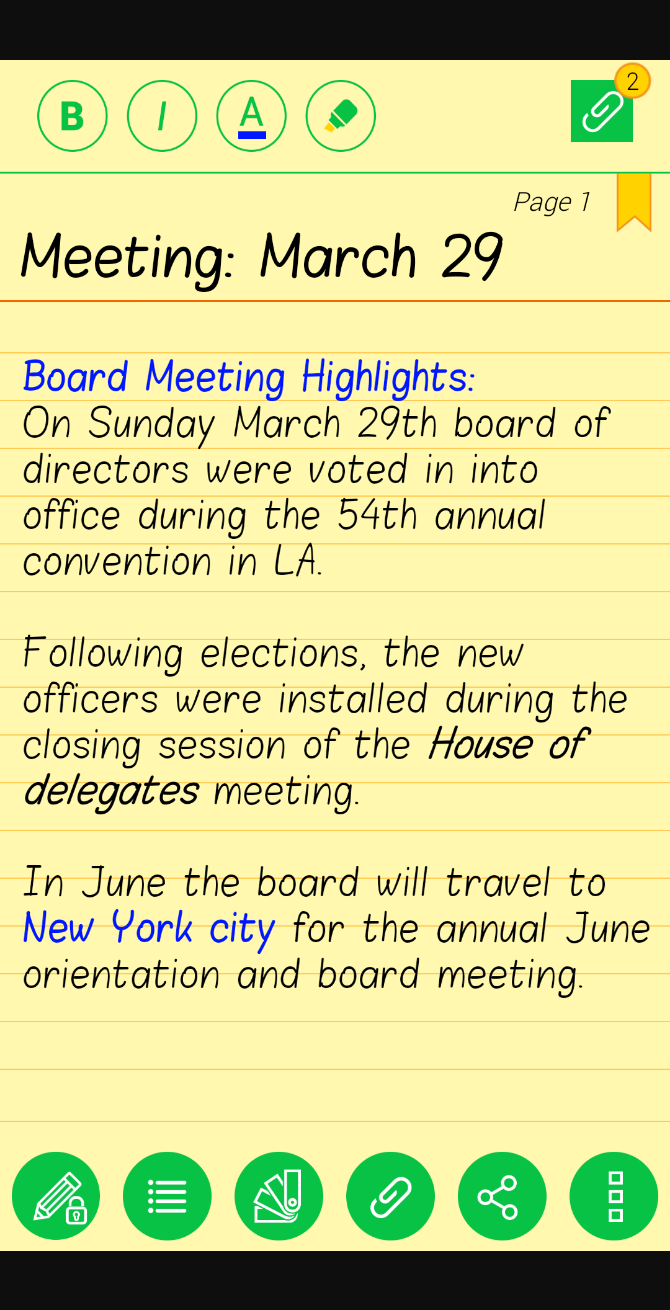 B I A
2
Page 1
Meeting: March 29
Board Meeting Highlights:
On Sunday March 29th board of
directors were voted in into
office during the 54th annual
convention in LA.
Following elections, the new
officers were installed during the
closing session of the House of
delegates meeting.
In June the board will travel to
New York city for the annual June
orientation and board meeting.